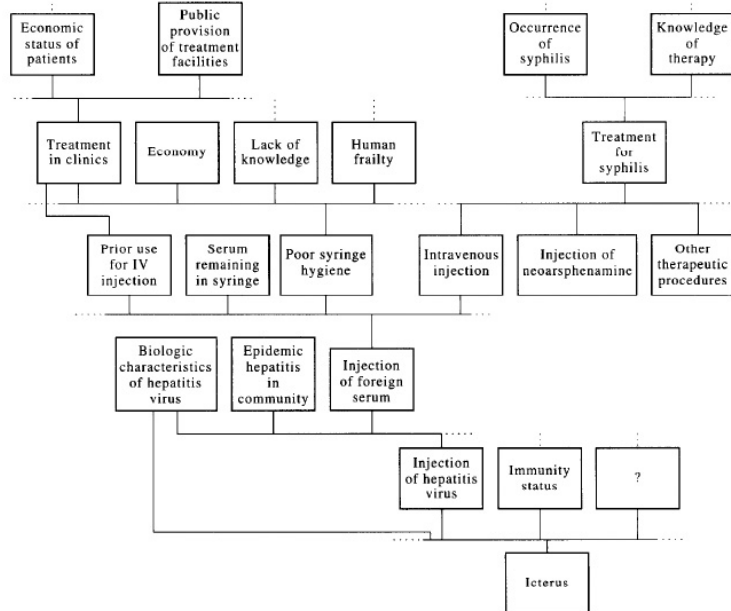 Economic
status of
patients
Public
provision
of treatment
facilities
Occurrence
of
syphilis
Knowledge
of
therapy
Treatment
in clinics
Economy
Lack of
knowledge
Human
frailty
Treatment
for
syphilis
Prior use
for IV
injection
Serum
remaining
in syringe
Poor syringe
hygiene
Intravenous
injection
Injection of
neoarsphenamine
Other
therapeutic
procedures
Biologic
characteristics
of hepatitis
virus
Epidemic
hepatitis
in
community
Injection
of foreign
serum
Injection
of hepatitis
virus
Immunity
status
?
Icterus